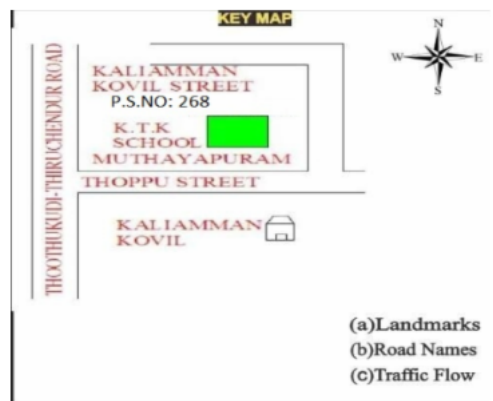 KEY MAP
N
W
E
S
THOOTHUKUDI-THIRUCHENDUR ROAD
KALIAMMAN
KOVIL STREET
P.S.NO: 268
K.T.K
SCHOOL
MUTHAYAPURAM
THOPPU STREET
KALIAMMAN
KOVIL
(a)Landmarks
(b)Road Names
(C)Traffic Flow